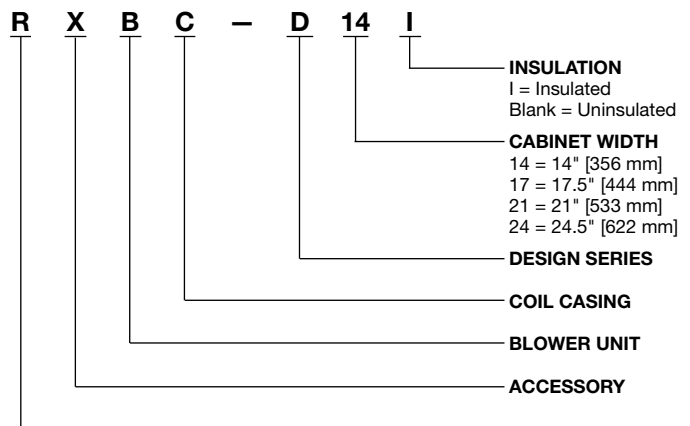 R X B C — D 14 I
INSULATION
I = Insulated
Blank = Uninsulated
CABINET WIDTH
14 = 14" [356 mm]
17 = 17.5" [444 mm]
21 = 21" [533 mm]
24 = 24.5" [622 mm]
DESIGN SERIES
COIL CASING
BLOWER UNIT
ACCESSORY